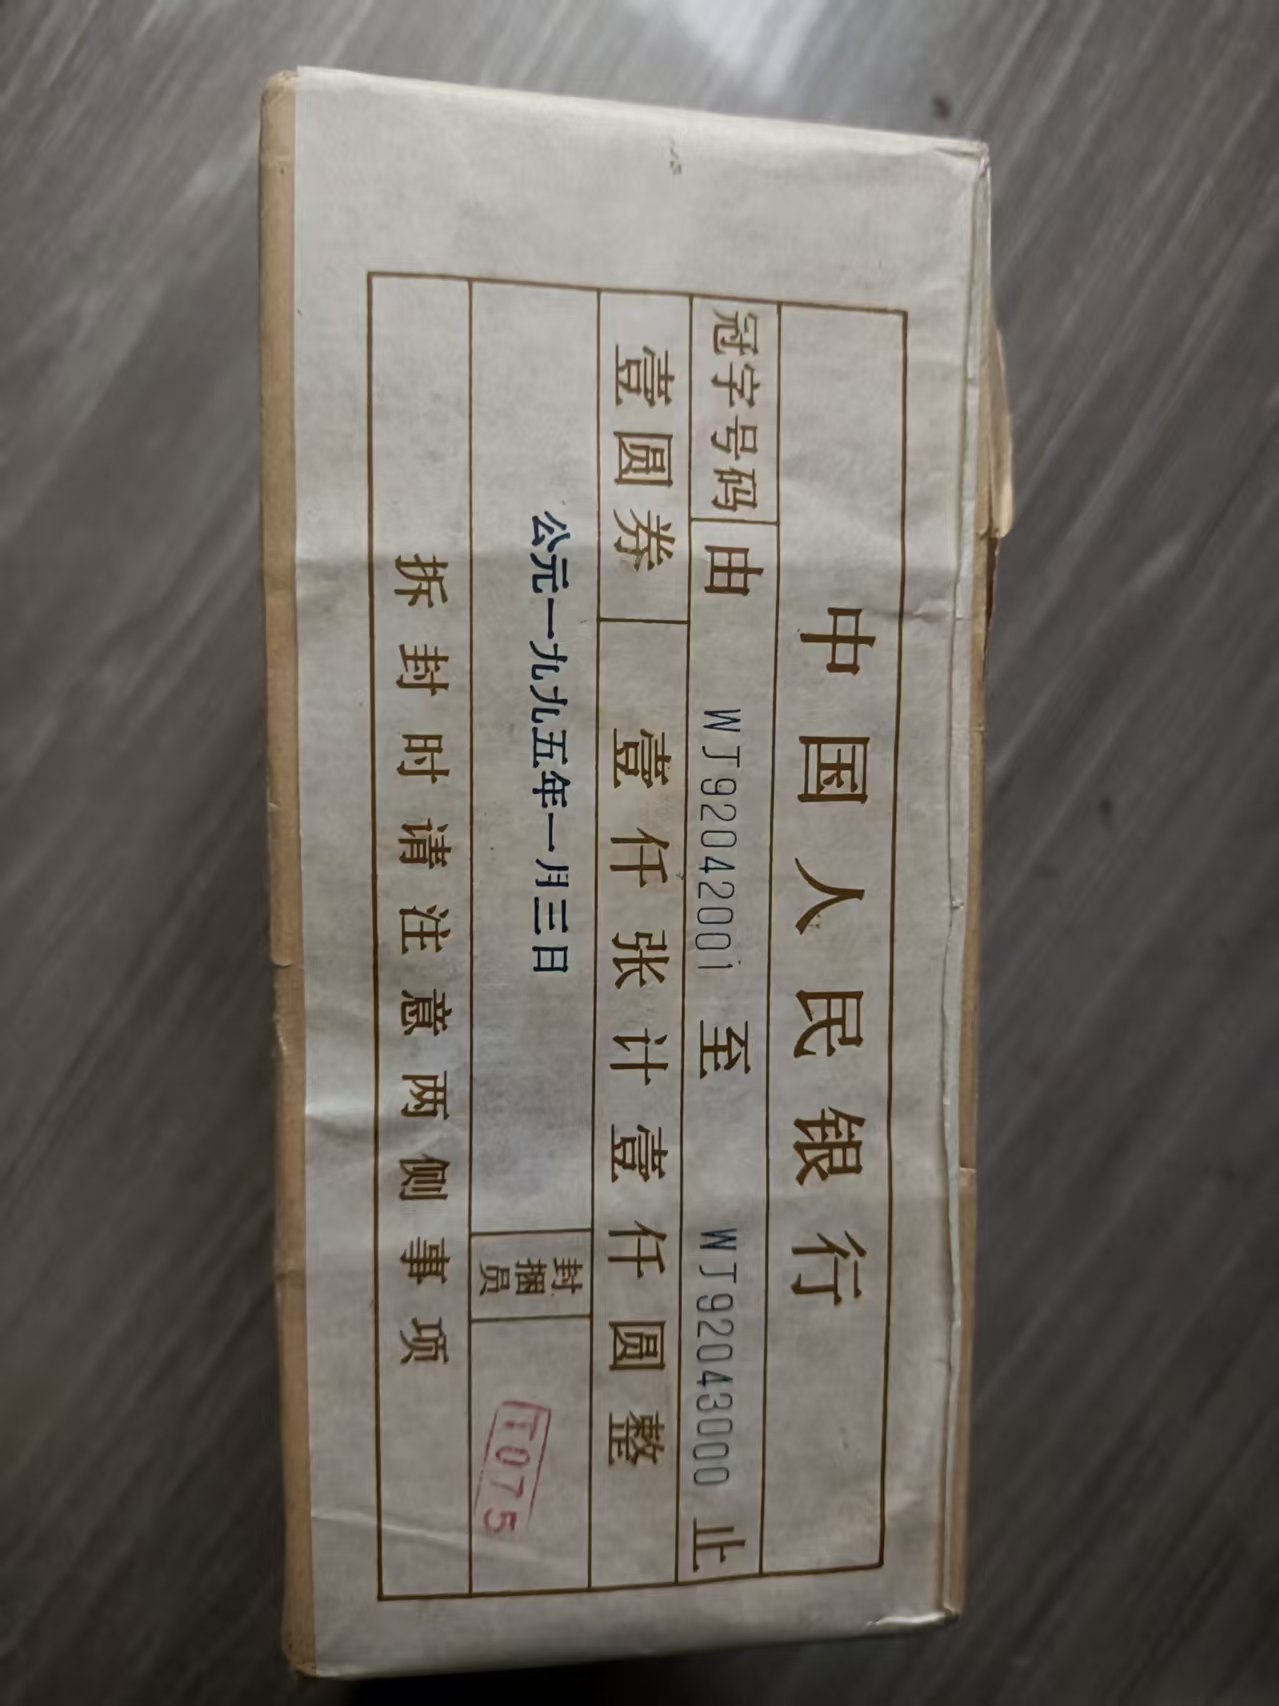 中国人民银行
冠字号码 由 WJ92042001 至 WJ92043000 止
壹圆券 壹仟张计壹仟圆整
公元一九九五年一月三日
封捆员
T075
拆封时请注意两侧事项